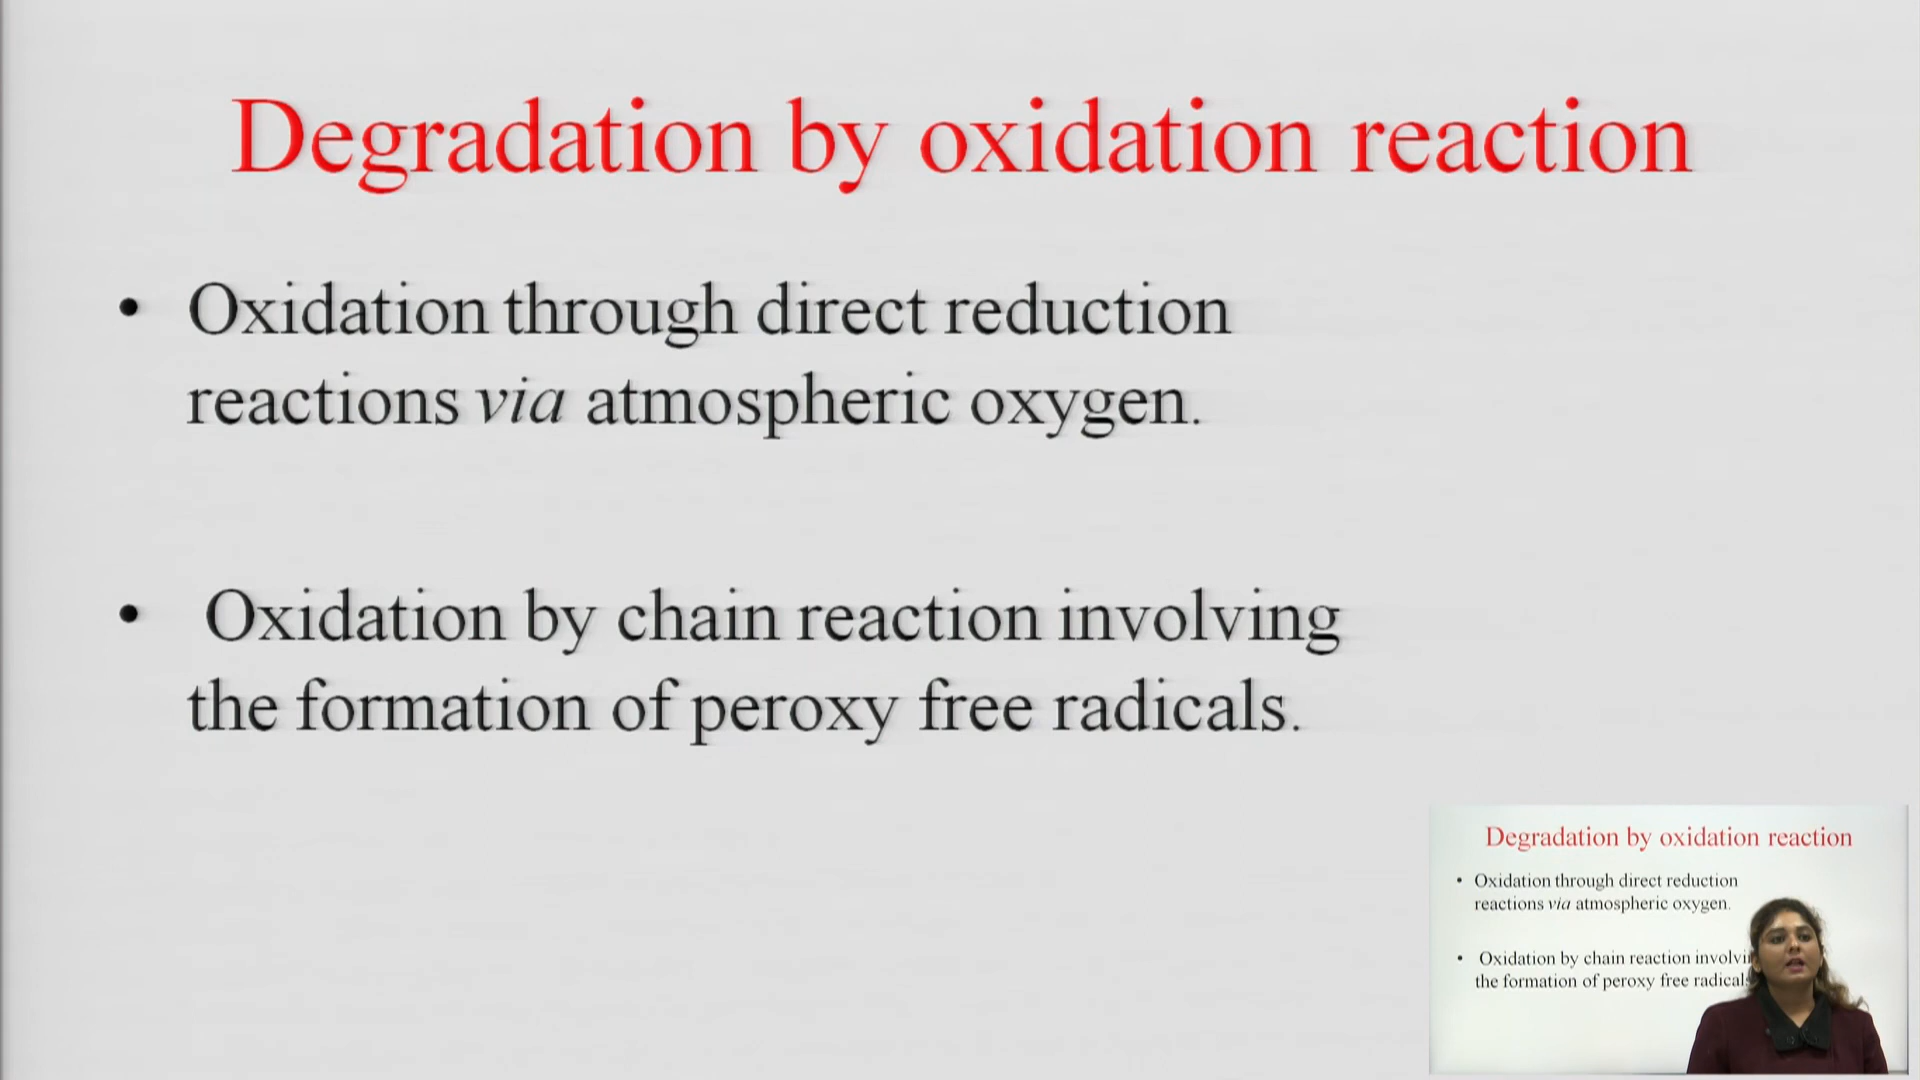 Degradation by oxidation reaction
• Oxidation through direct reduction
reactions via atmospheric oxygen.
• Oxidation by chain reaction involving
the formation of peroxy free radicals.
Degradation by oxidation reaction
• Oxidation through direct reduction
reactions via atmospheric oxygen.
• Oxidation by chain reaction involvi
the formation of peroxy free radicals